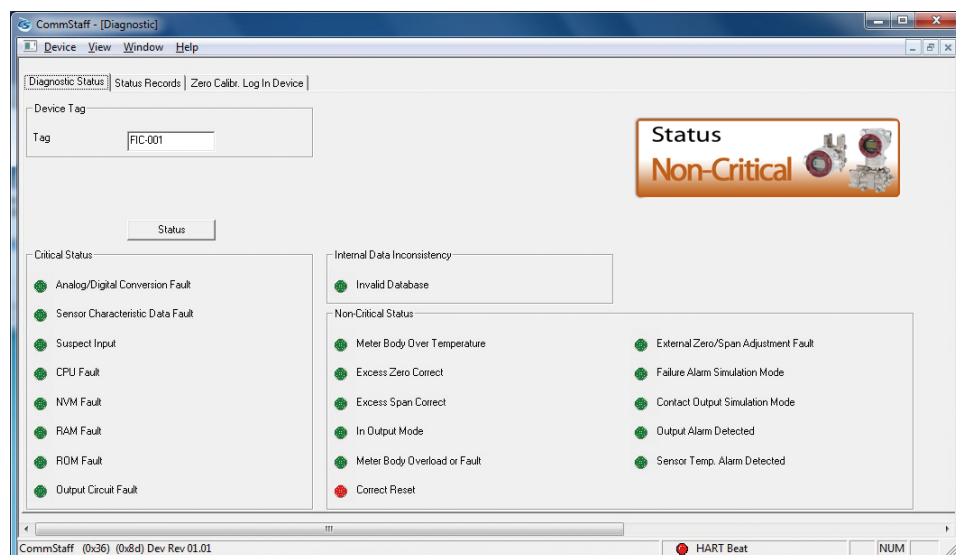 CommStaff - [Diagnostic]
Device View Window Help
Diagnostic Status Status Records Zero Calibr. Log In Device
Device Tag
Tag FIC-001
Status
Non-Critical
Status
Critical Status
Analog/Digital Conversion Fault
Sensor Characteristic Data Fault
Suspect Input
CPU Fault
NVM Fault
RAM Fault
ROM Fault
Output Circuit Fault
Internal Data Inconsistency
Invalid Database
Non-Critical Status
Meter Body Over Temperature
Excess Zero Correct
Excess Span Correct
In Output Mode
Meter Body Overload or Fault
Correct Reset
External Zero/Span Adjustment Fault
Failure Alarm Simulation Mode
Contact Output Simulation Mode
Output Alarm Detected
Sensor Temp. Alarm Detected
CommStaff (0x36) (0x8d) Dev Rev 01.01
HART Beat
NUM